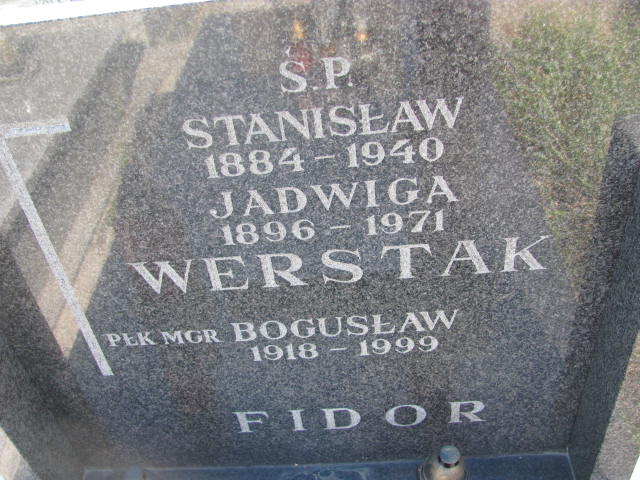 Ś.P.
STANISŁAW
1884 - 1940
JADWIGA
1896 - 1971
WERSTAK
PŁK MGR BOGUSŁAW
1918 - 1999
FIDOR